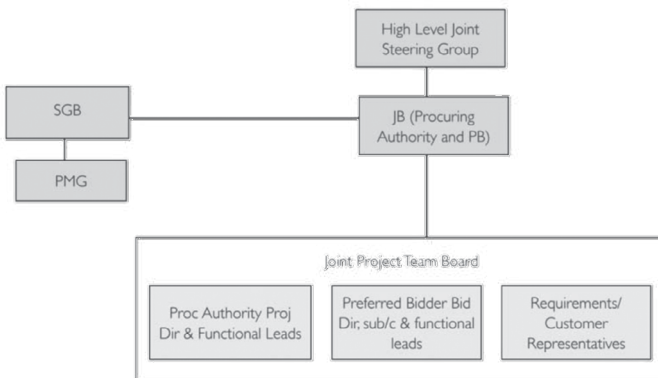 High Level Joint
Steering Group
SGB
JB (Procuring
Authority and PB)
PMG
Joint Project Team Board
Proc Authority Proj
Dir & Functional Leads
Preferred Bidder Bid
Dir, sub/c & functional
leads
Requirements/
Customer
Representatives